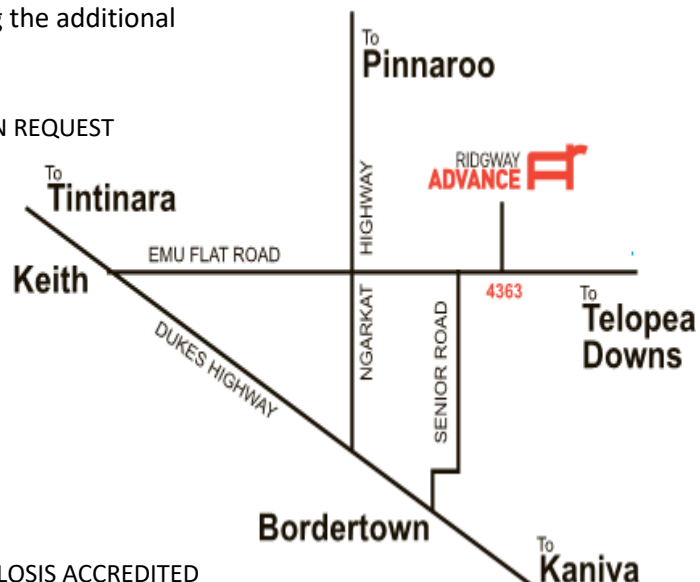 g the additional
To
Pinnaroo
N REQUEST
RIDGWAY
ADVANCE
To
Tintinara
HIGHWAY
EMU FLAT ROAD
Keith
4363
To
Telopea
Downs
NGARKAT
SENIOR ROAD
DUKES HIGHWAY
Bordertown
To
Kaniva
LOSIS ACCREDITED